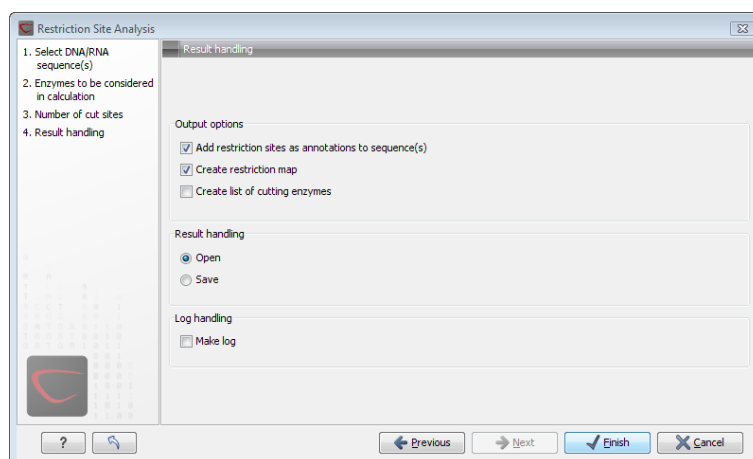 Restriction Site Analysis
1. Select DNA/RNA
sequence(s)
2. Enzymes to be considered
in calculation
3. Number of cut sites
4. Result handling
Result handling
Output options
Add restriction sites as annotations to sequence(s)
Create restriction map
Create list of cutting enzymes
Result handling
Open
Save
Log handling
Make log
?
Previous
Next
Finish
Cancel